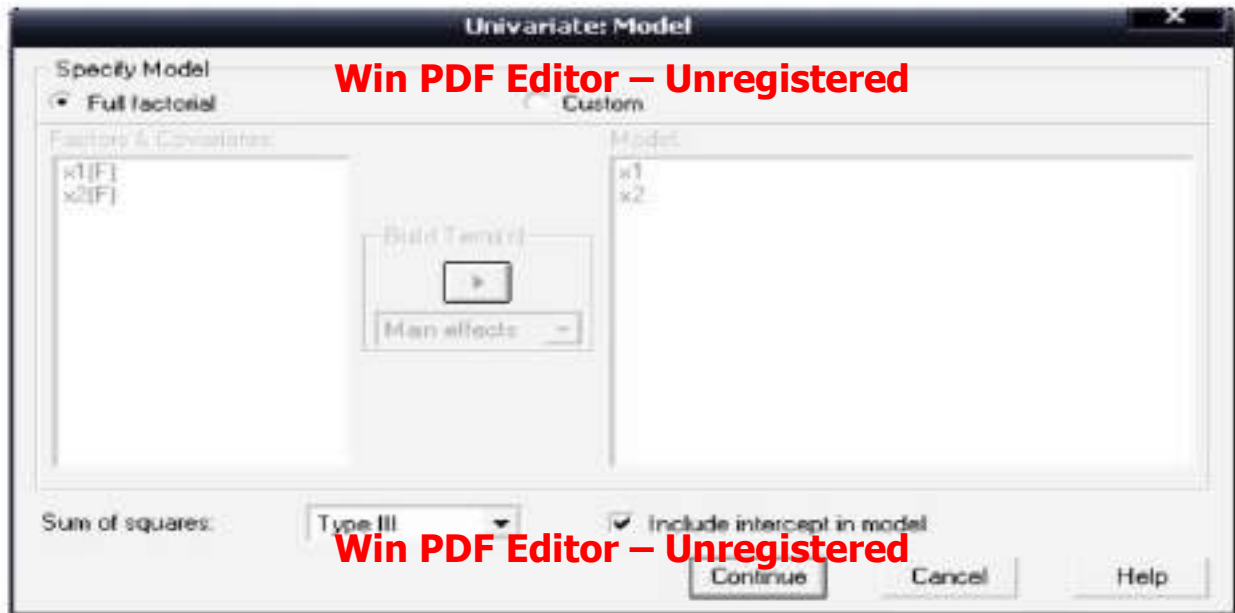 Univariate: Model
Specify Model
Win PDF Editor – Unregistered
Full factorial
Custom
Factors & Covariates:
Model:
x1(F)
x2(F)
x1
x2
Build Term(s)
Main effects
Sum of squares:
Type III
Include intercept in model
Win PDF Editor – Unregistered
Continue
Cancel
Help